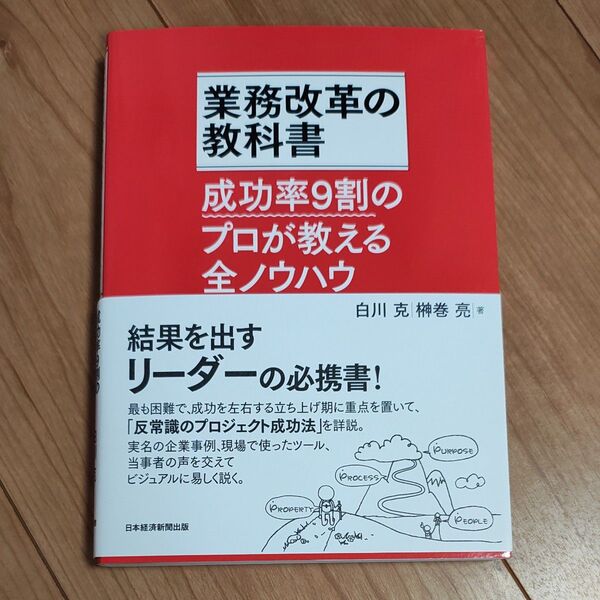 業務改革の
教科書
成功率9割の
プロが教える
全ノウハウ
白川 克|榊巻 亮 著
結果を出す
リーダーの必携書!
最も困難で、成功を左右する立ち上げ期に重点を置いて、
「反常識のプロジェクト成功法」を詳説。
実名の企業事例、現場で使ったツール、
当事者の声を交えて
ビジュアルに易しく説く。
PURPOSE
PROCESS
PROPERTY
PEOPLE
日本経済新聞出版